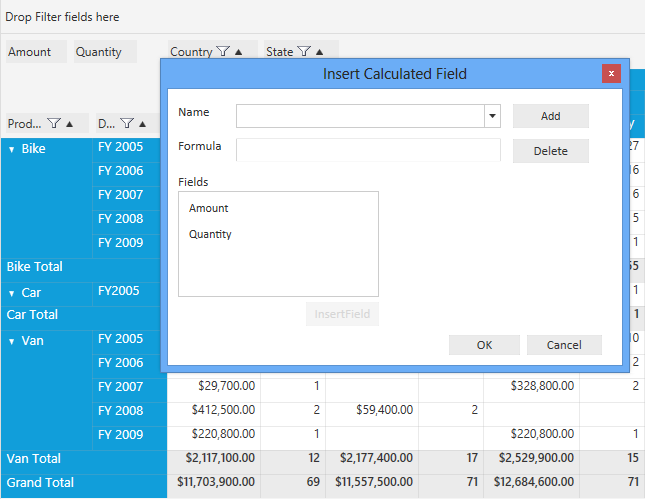 Drop Filter fields here
Amount Quantity Country State
Insert Calculated Field x
Name Add
Formula Delete
Fields
Amount
Quantity
InsertField
OK Cancel
Prod... D... y
Bike FY 2005 27
FY 2006 16
FY 2007 6
FY 2008 5
FY 2009 1
Bike Total 55
Car FY2005 1
Car Total 1
Van FY 2005 10
FY 2006 2
FY 2007 $29,700.00 1 $328,800.00 2
FY 2008 $412,500.00 2 $59,400.00 2
FY 2009 $220,800.00 1 $220,800.00 1
Van Total $2,117,100.00 12 $2,177,400.00 17 $2,529,900.00 15
Grand Total $11,703,900.00 69 $11,557,500.00 71 $12,684,600.00 71